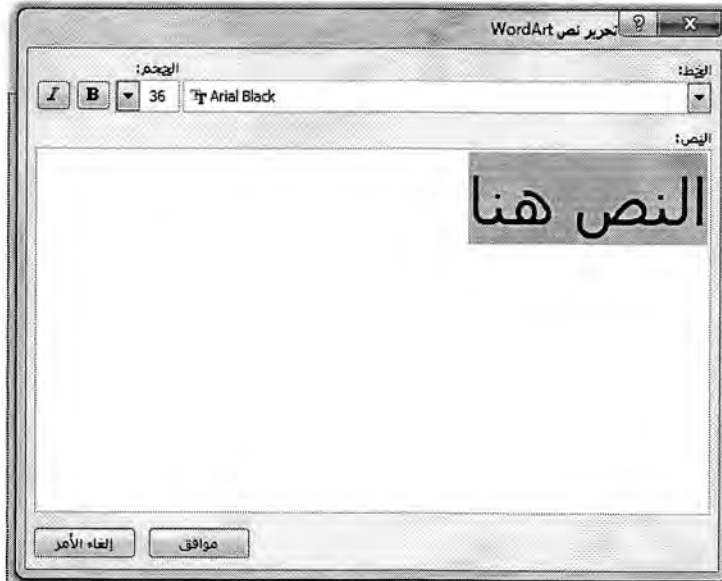 تحرير نص WordArt
الخط:
الحجم:
Arial Black
36
B
I
النص:
النص هنا
موافق
إلغاء الأمر